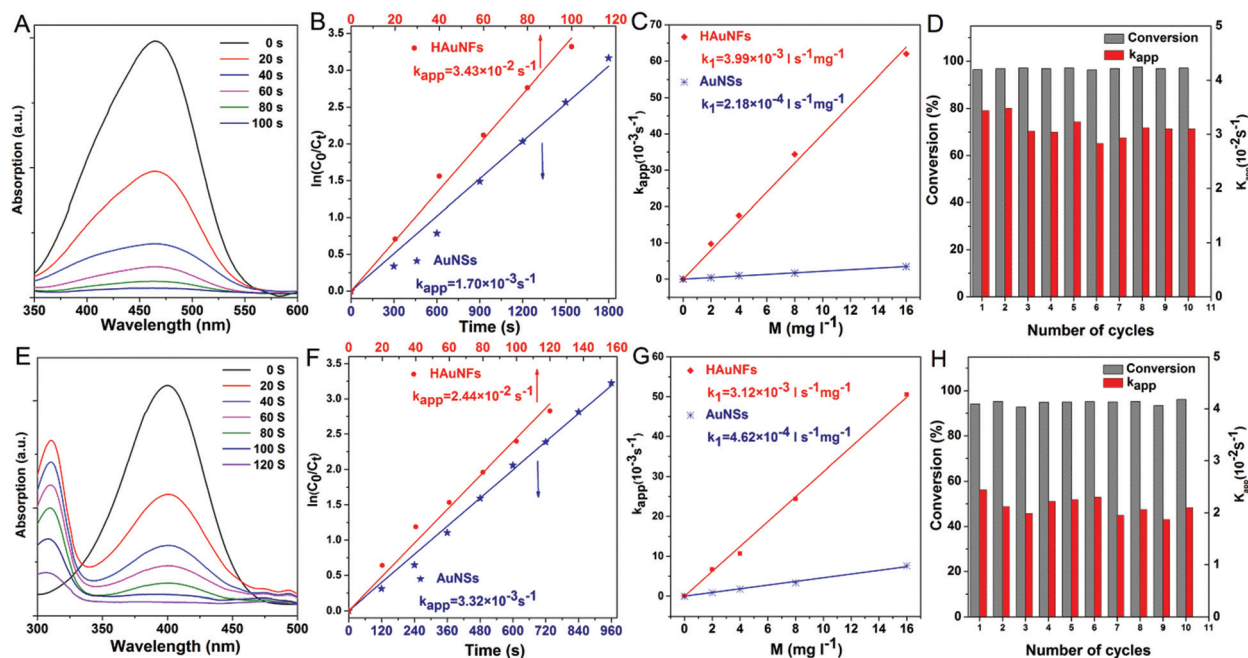 A
Absorption (a.u.)
0 s
20 s
40 s
60 s
80 s
100 s
350 400 450 500 550 600
Wavelength (nm)
B
0 20 40 60 80 100 120
ln(C0/Ct)
3.5
3.0
2.5
2.0
1.5
1.0
0.5
0.0
HAuNFs
kapp=3.43×10-2 s-1
AuNSs
kapp=1.70×10-3s-1
0 300 600 900 1200 1500 1800
Time (s)
C
kapp(10-3s-1)
70
60
50
40
30
20
10
0
HAuNFs
k1=3.99×10-3 l s-1mg-1
AuNSs
k1=2.18×10-4 l s-1mg-1
0 2 4 6 8 10 12 14 16
M (mg l-1)
D
Conversion (%)
120
100
80
60
40
20
0
Conversion
kapp
5
4
3
2
1
0
Kapp(10-2S-1)
1 2 3 4 5 6 7 8 9 10 11
Number of cycles
E
Absorption (a.u.)
0 S
20 S
40 S
60 S
80 S
100 S
120 S
300 350 400 450 500
Wavelength (nm)
F
0 20 40 60 80 100 120 140 160
ln(C0/Ct)
3.5
3.0
2.5
2.0
1.5
1.0
0.5
0.0
HAuNFs
kapp=2.44×10-2 s-1
AuNSs
kapp=3.32×10-3s-1
0 120 240 360 480 600 720 840 960
Time (s)
G
kapp(10-3s-1)
60
50
40
30
20
10
0
HAuNFs
k1=3.12×10-3 l s-1mg-1
AuNSs
k1=4.62×10-4 l s-1mg-1
0 2 4 6 8 10 12 14 16
M (mg l-1)
H
Conversion (%)
120
100
80
60
40
20
0
Conversion
kapp
5
4
3
2
1
0
Kapp(10-2S-1)
1 2 3 4 5 6 7 8 9 10 11
Number of cycles